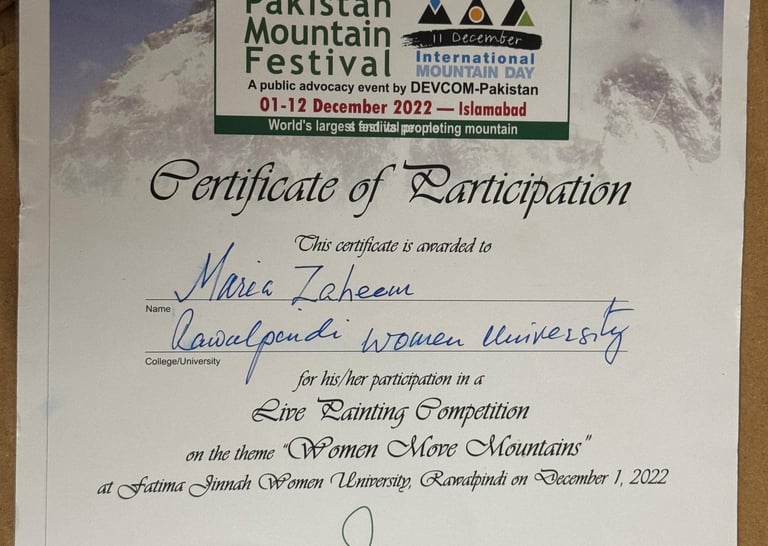 Pakistan
Mountain
Festival
11 December
International
MOUNTAIN DAY
A public advocacy event by DEVCOM-Pakistan
01-12 December 2022 — Islamabad
World's largest mountain
Certificate of Participation
This certificate is awarded to
Maria Zaheem
Name
Rawalpindi Women University
College/University
for his/her participation in a
Live Painting Competition
on the theme "Women Move Mountains"
at Fatima Jinnah Women University, Rawalpindi on December 1, 2022